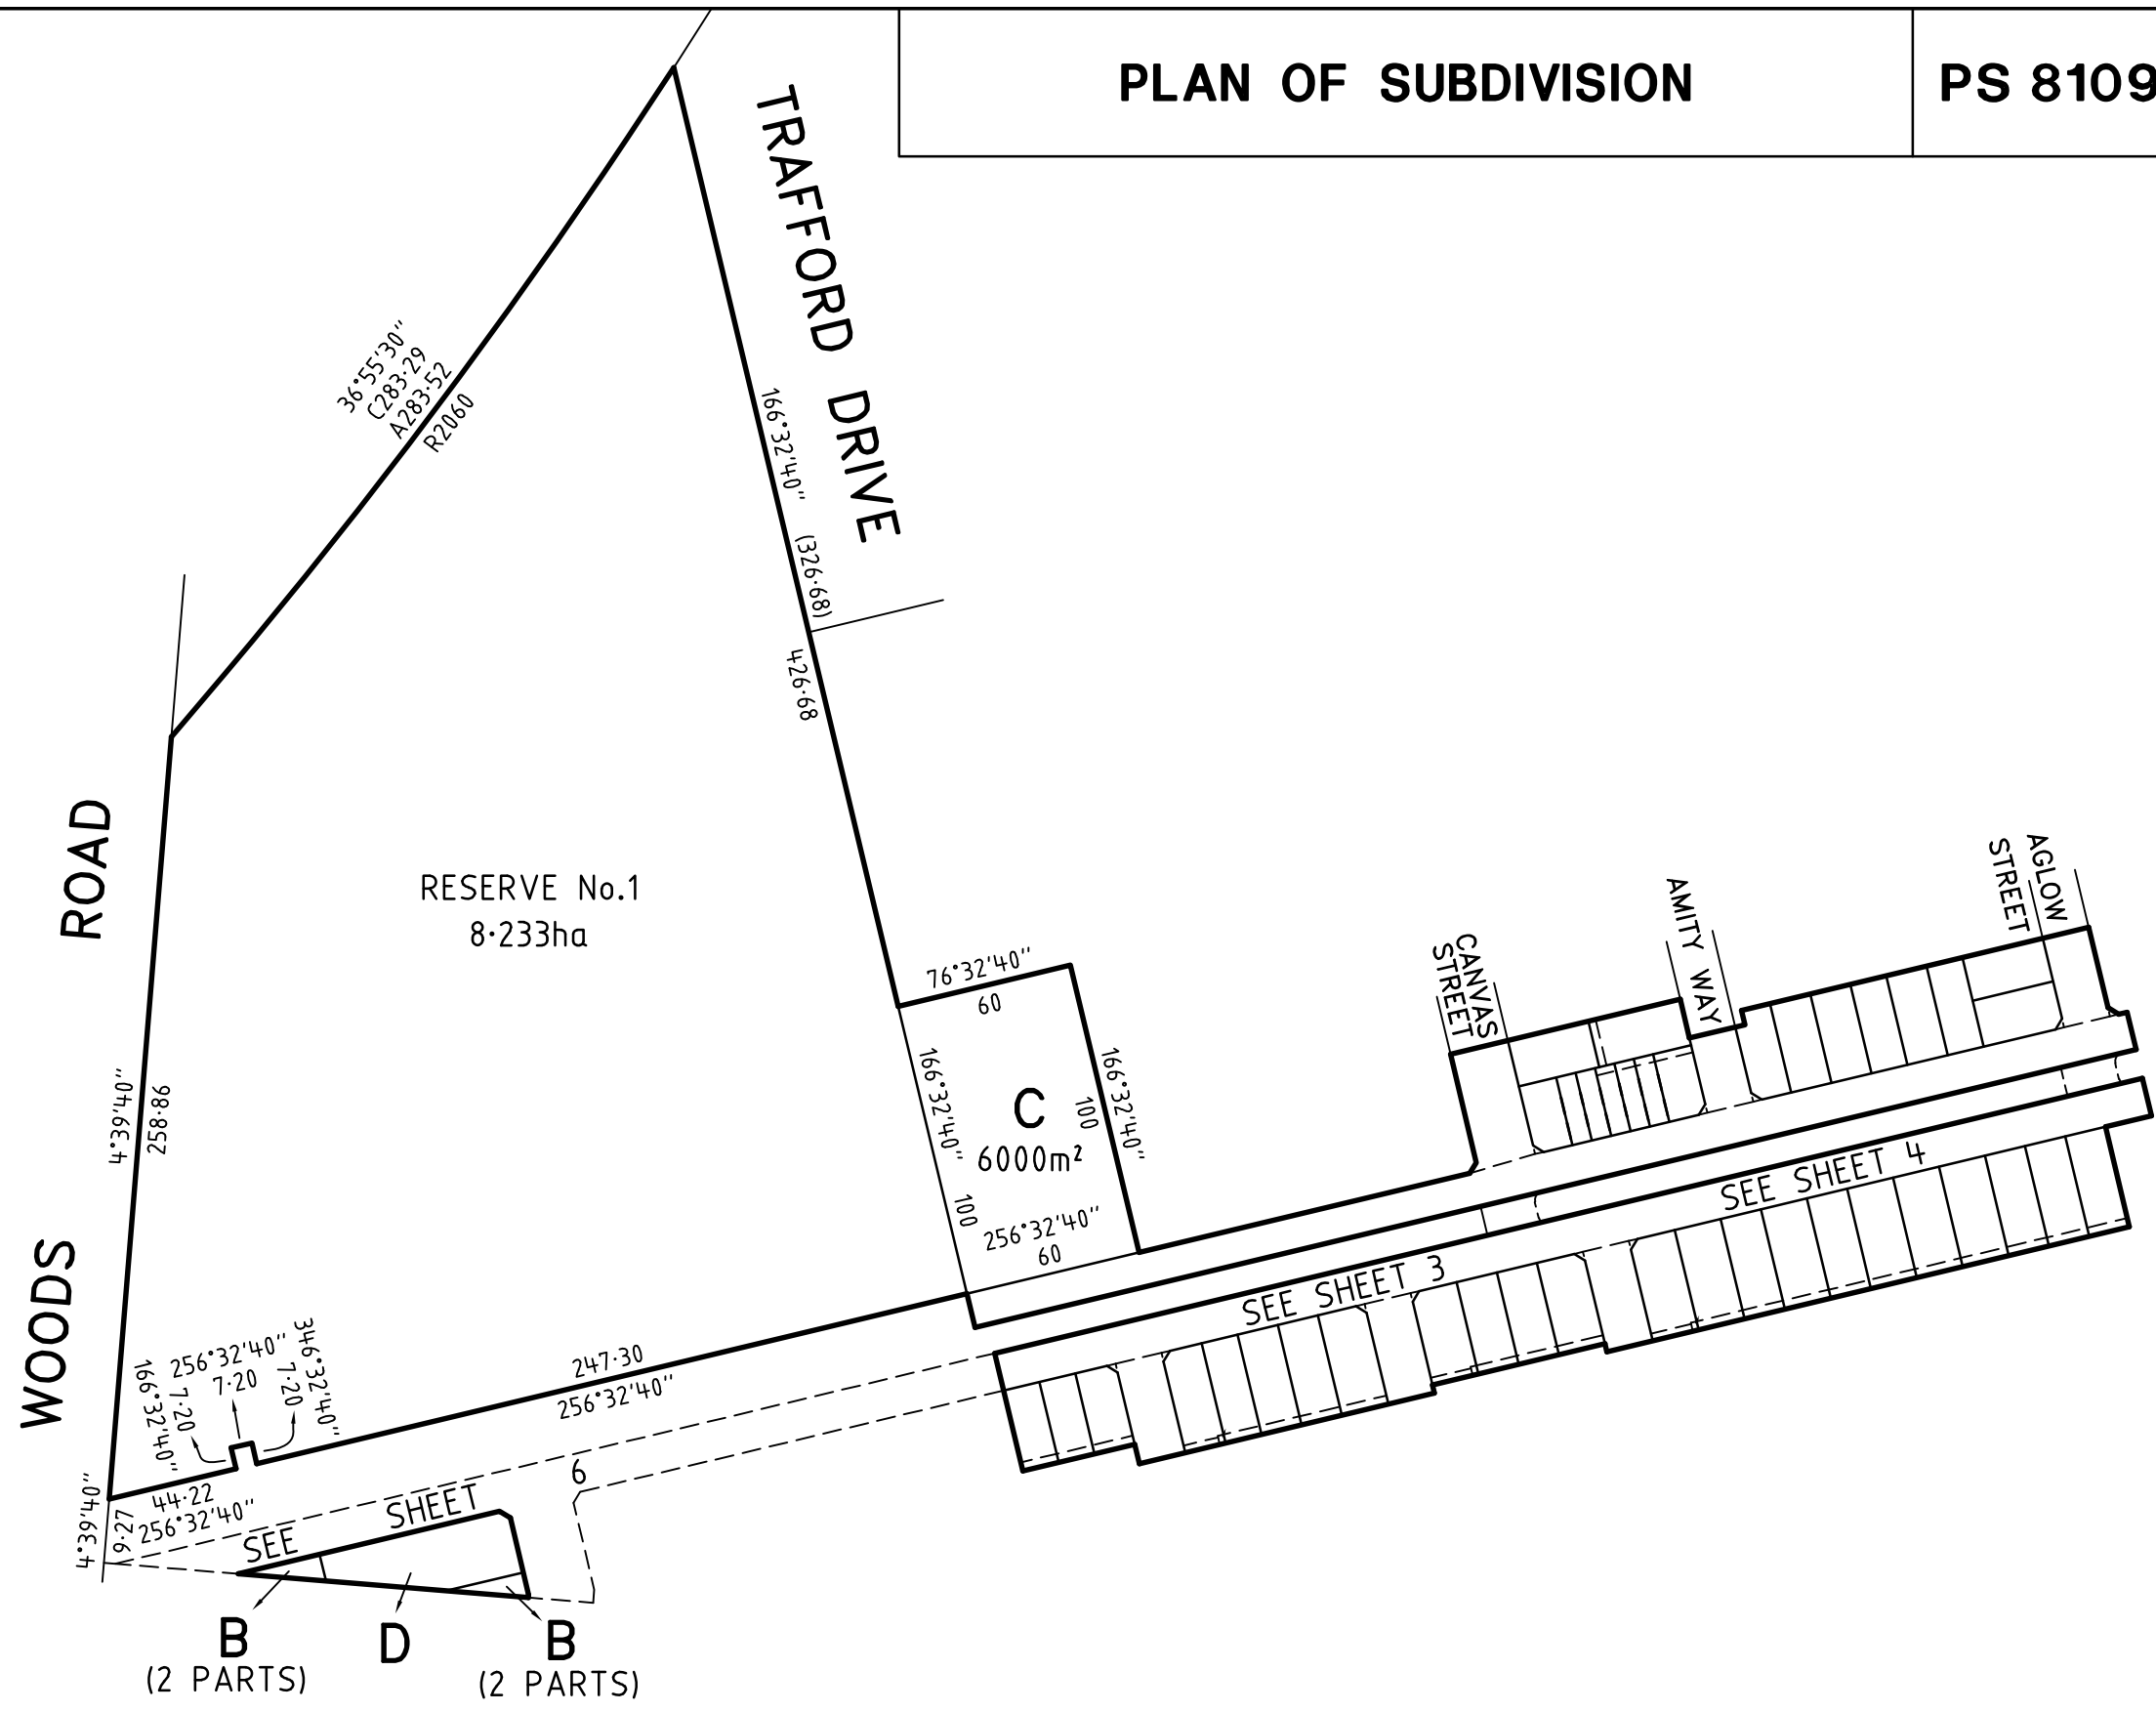 PLAN OF SUBDIVISION
PS 8109
TRAFFORD DRIVE
36°55'30"
C283·29
A283·52
R2060
166°32'40"
(326·68)
426·68
ROAD
WOODS
RESERVE No.1
8·233ha
4°39'40"
258·86
76°32'40"
60
166°32'40"
100
C
6000m²
100
166°32'40"
256°32'40"
60
CANVAS
STREET
AMITY WAY
AGLOW
STREET
SEE SHEET 4
SEE SHEET 3
247·30
256°32'40"
166°32'40"
7·20
256°32'40"
7·20
7·20
346°32'40"
44·22
256°32'40"
4°39'40"
9·27
SEE SHEET 6
B
(2 PARTS)
D
B
(2 PARTS)